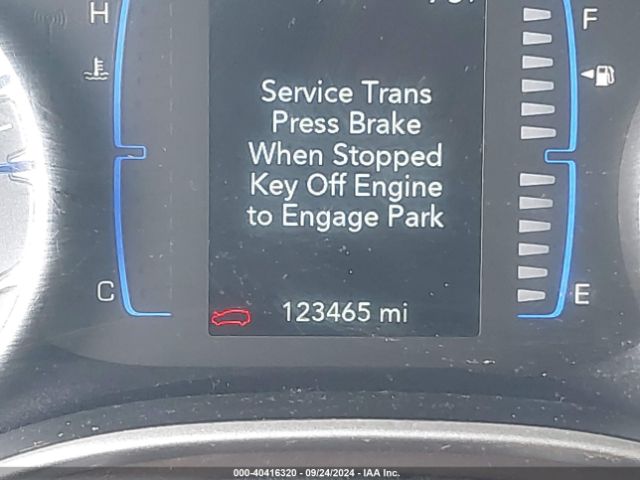 H
F
Service Trans
Press Brake
When Stopped
Key Off Engine
to Engage Park
C
E
123465 mi
000-40416320 - 09/24/2024 - IAA Inc.